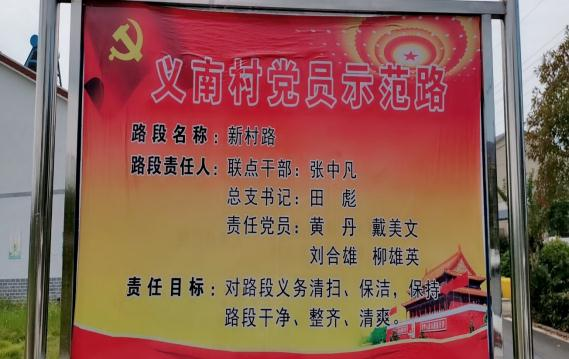 义南村党员示范路
路段名称：新村路
路段责任人：联点干部：张中凡
总支书记：田 彪
责任党员：黄 丹 戴美文
刘合雄 柳雄英
责任目标：对路段义务清扫、保洁，保持
路段干净、整齐、清爽。